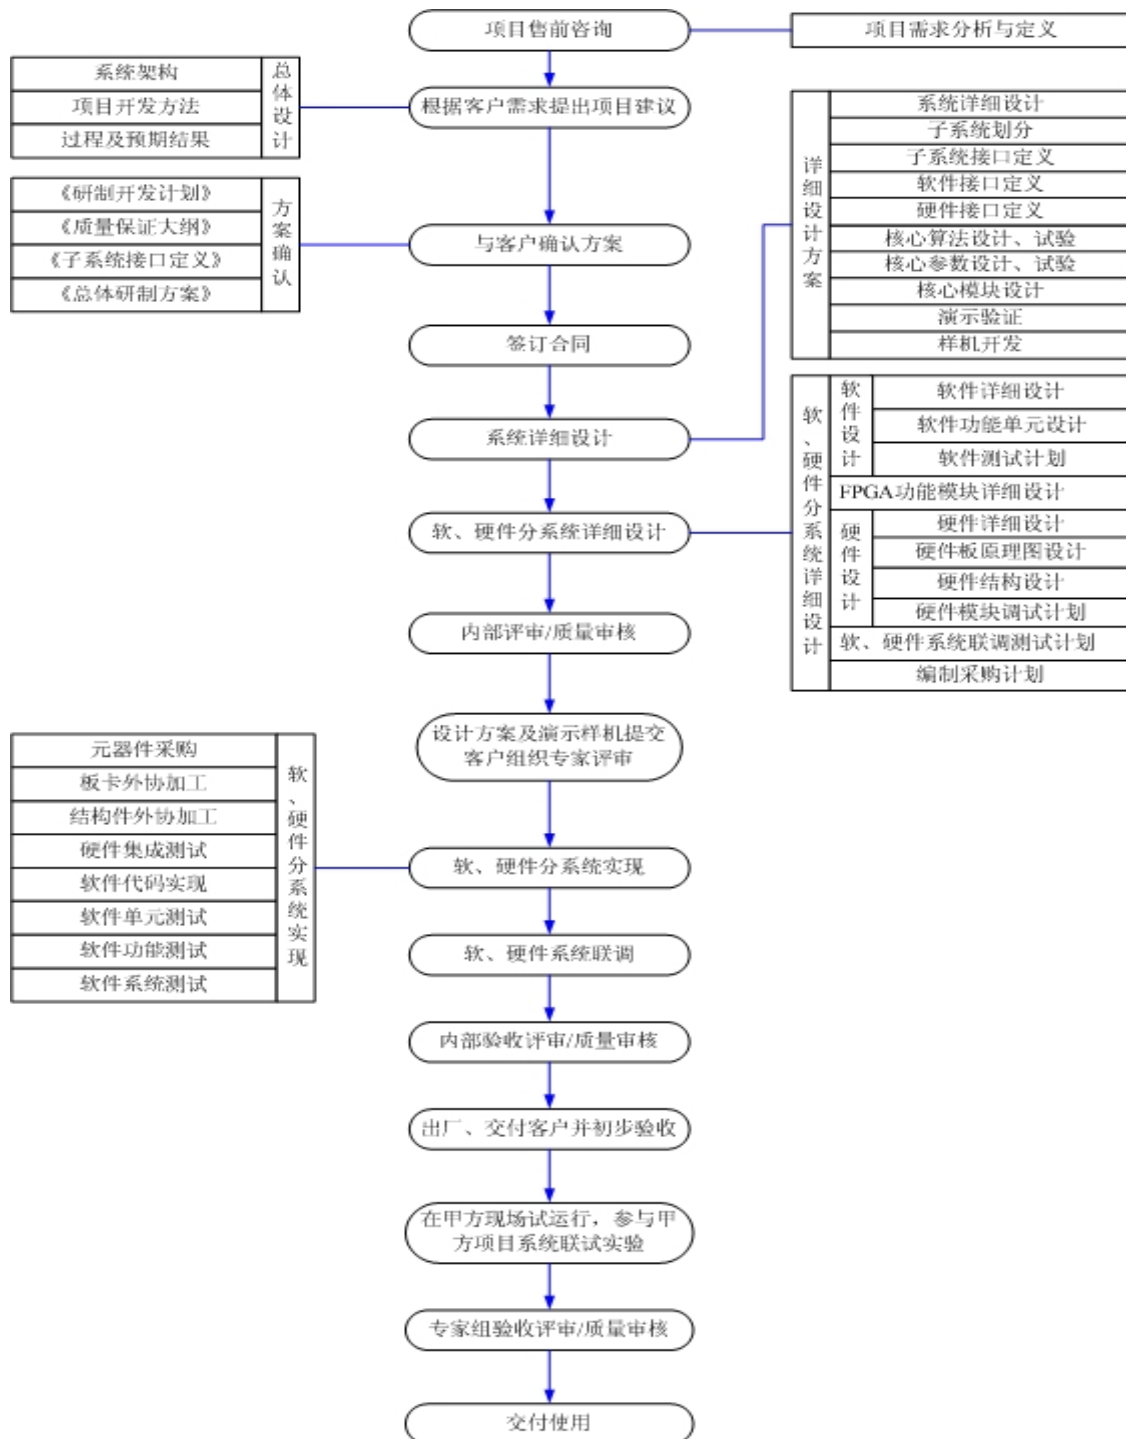 项目售前咨询
项目需求分析与定义
根据客户需求提出项目建议
总体设计
系统架构
项目开发方法
过程及预期结果
与客户确认方案
方案确认
《研制开发计划》
《质量保证大纲》
《子系统接口定义》
《总体研制方案》
签订合同
系统详细设计
详细设计方案
系统详细设计
子系统划分
子系统接口定义
软件接口定义
硬件接口定义
核心算法设计、试验
核心参数设计、试验
核心模块设计
演示验证
样机开发
软、硬件分系统详细设计
软、硬件分系统详细设计
软件设计
软件详细设计
软件功能单元设计
软件测试计划
FPGA功能模块详细设计
硬件设计
硬件详细设计
硬件板原理图设计
硬件结构设计
硬件模块调试计划
软、硬件系统联调测试计划
编制采购计划
内部评审/质量审核
设计方案及演示样机提交
客户组织专家评审
软、硬件分系统实现
软、硬件分系统实现
元器件采购
板卡外协加工
结构件外协加工
硬件集成测试
软件代码实现
软件单元测试
软件功能测试
软件系统测试
软、硬件系统联调
内部验收评审/质量审核
出厂、交付客户并初步验收
在甲方现场试运行，参与甲
方项目系统联试实验
专家组验收评审/质量审核
交付使用